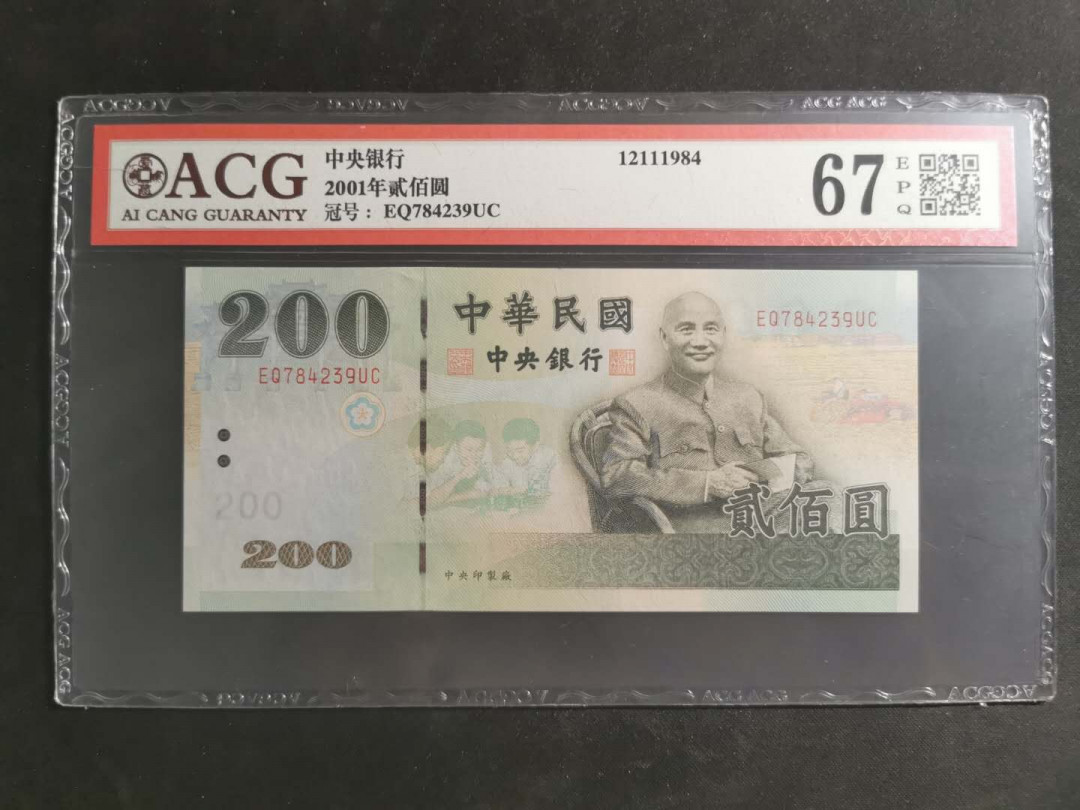 ACG
AI CANG GUARANTY
中央银行
2001年贰佰圆
冠号： EQ784239UC
12111984
67
EPQ
200
EQ784239UC
中華民國
中央銀行
EQ784239UC
200
200
貳佰圓
中央印製廠